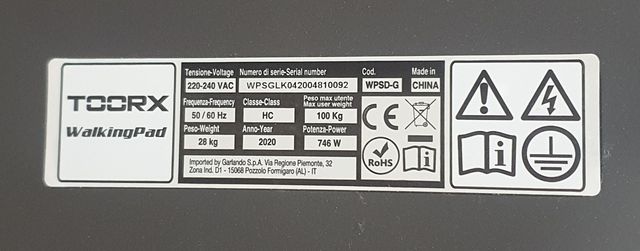 TOORX
WalkingPad
Tensione-Voltage Numero di serie-Serial number Cod. Made in
220-240 VAC WPSGLK042004810092 WPSD-G CHINA
Frequenza-Frequency Classe-Class Peso max utente Max user weight
50 / 60 Hz HC 100 Kg
Peso-Weight Anno-Year Potenza-Power
28 kg 2020 746 W
CE
RoHS
Imported by Garlando S.p.A. Via Regione Piemonte, 32
Zona Ind. D1 - 15068 Pozzolo Formigaro (AL) - IT